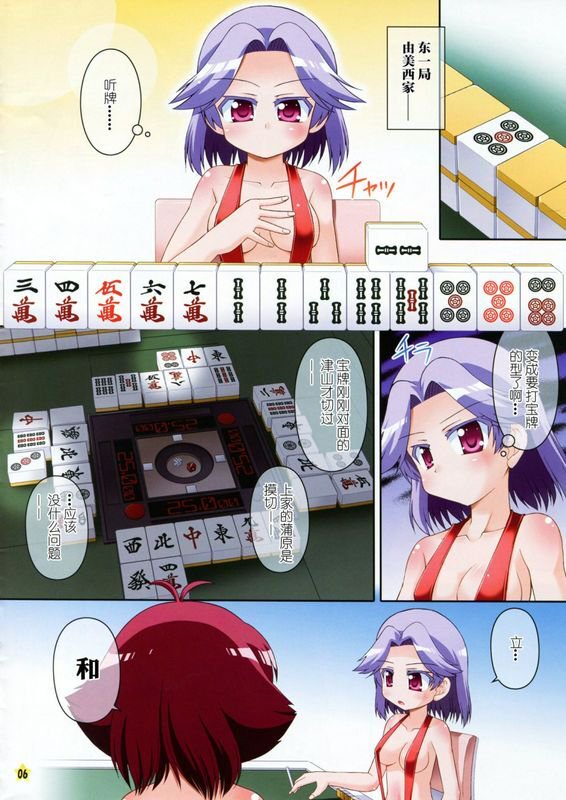 东一局
由美西家——
听牌……
チャッ
三 四 伍 六 七
萬 萬 萬 萬 萬
变成要打宝牌
的型了啊…
チラ
宝牌刚刚对面的
津山才切过
——
上家的蒲原是
摸切——
…应该
没什么问题
——
西 北 中 東
發 四
萬
立…
和
06